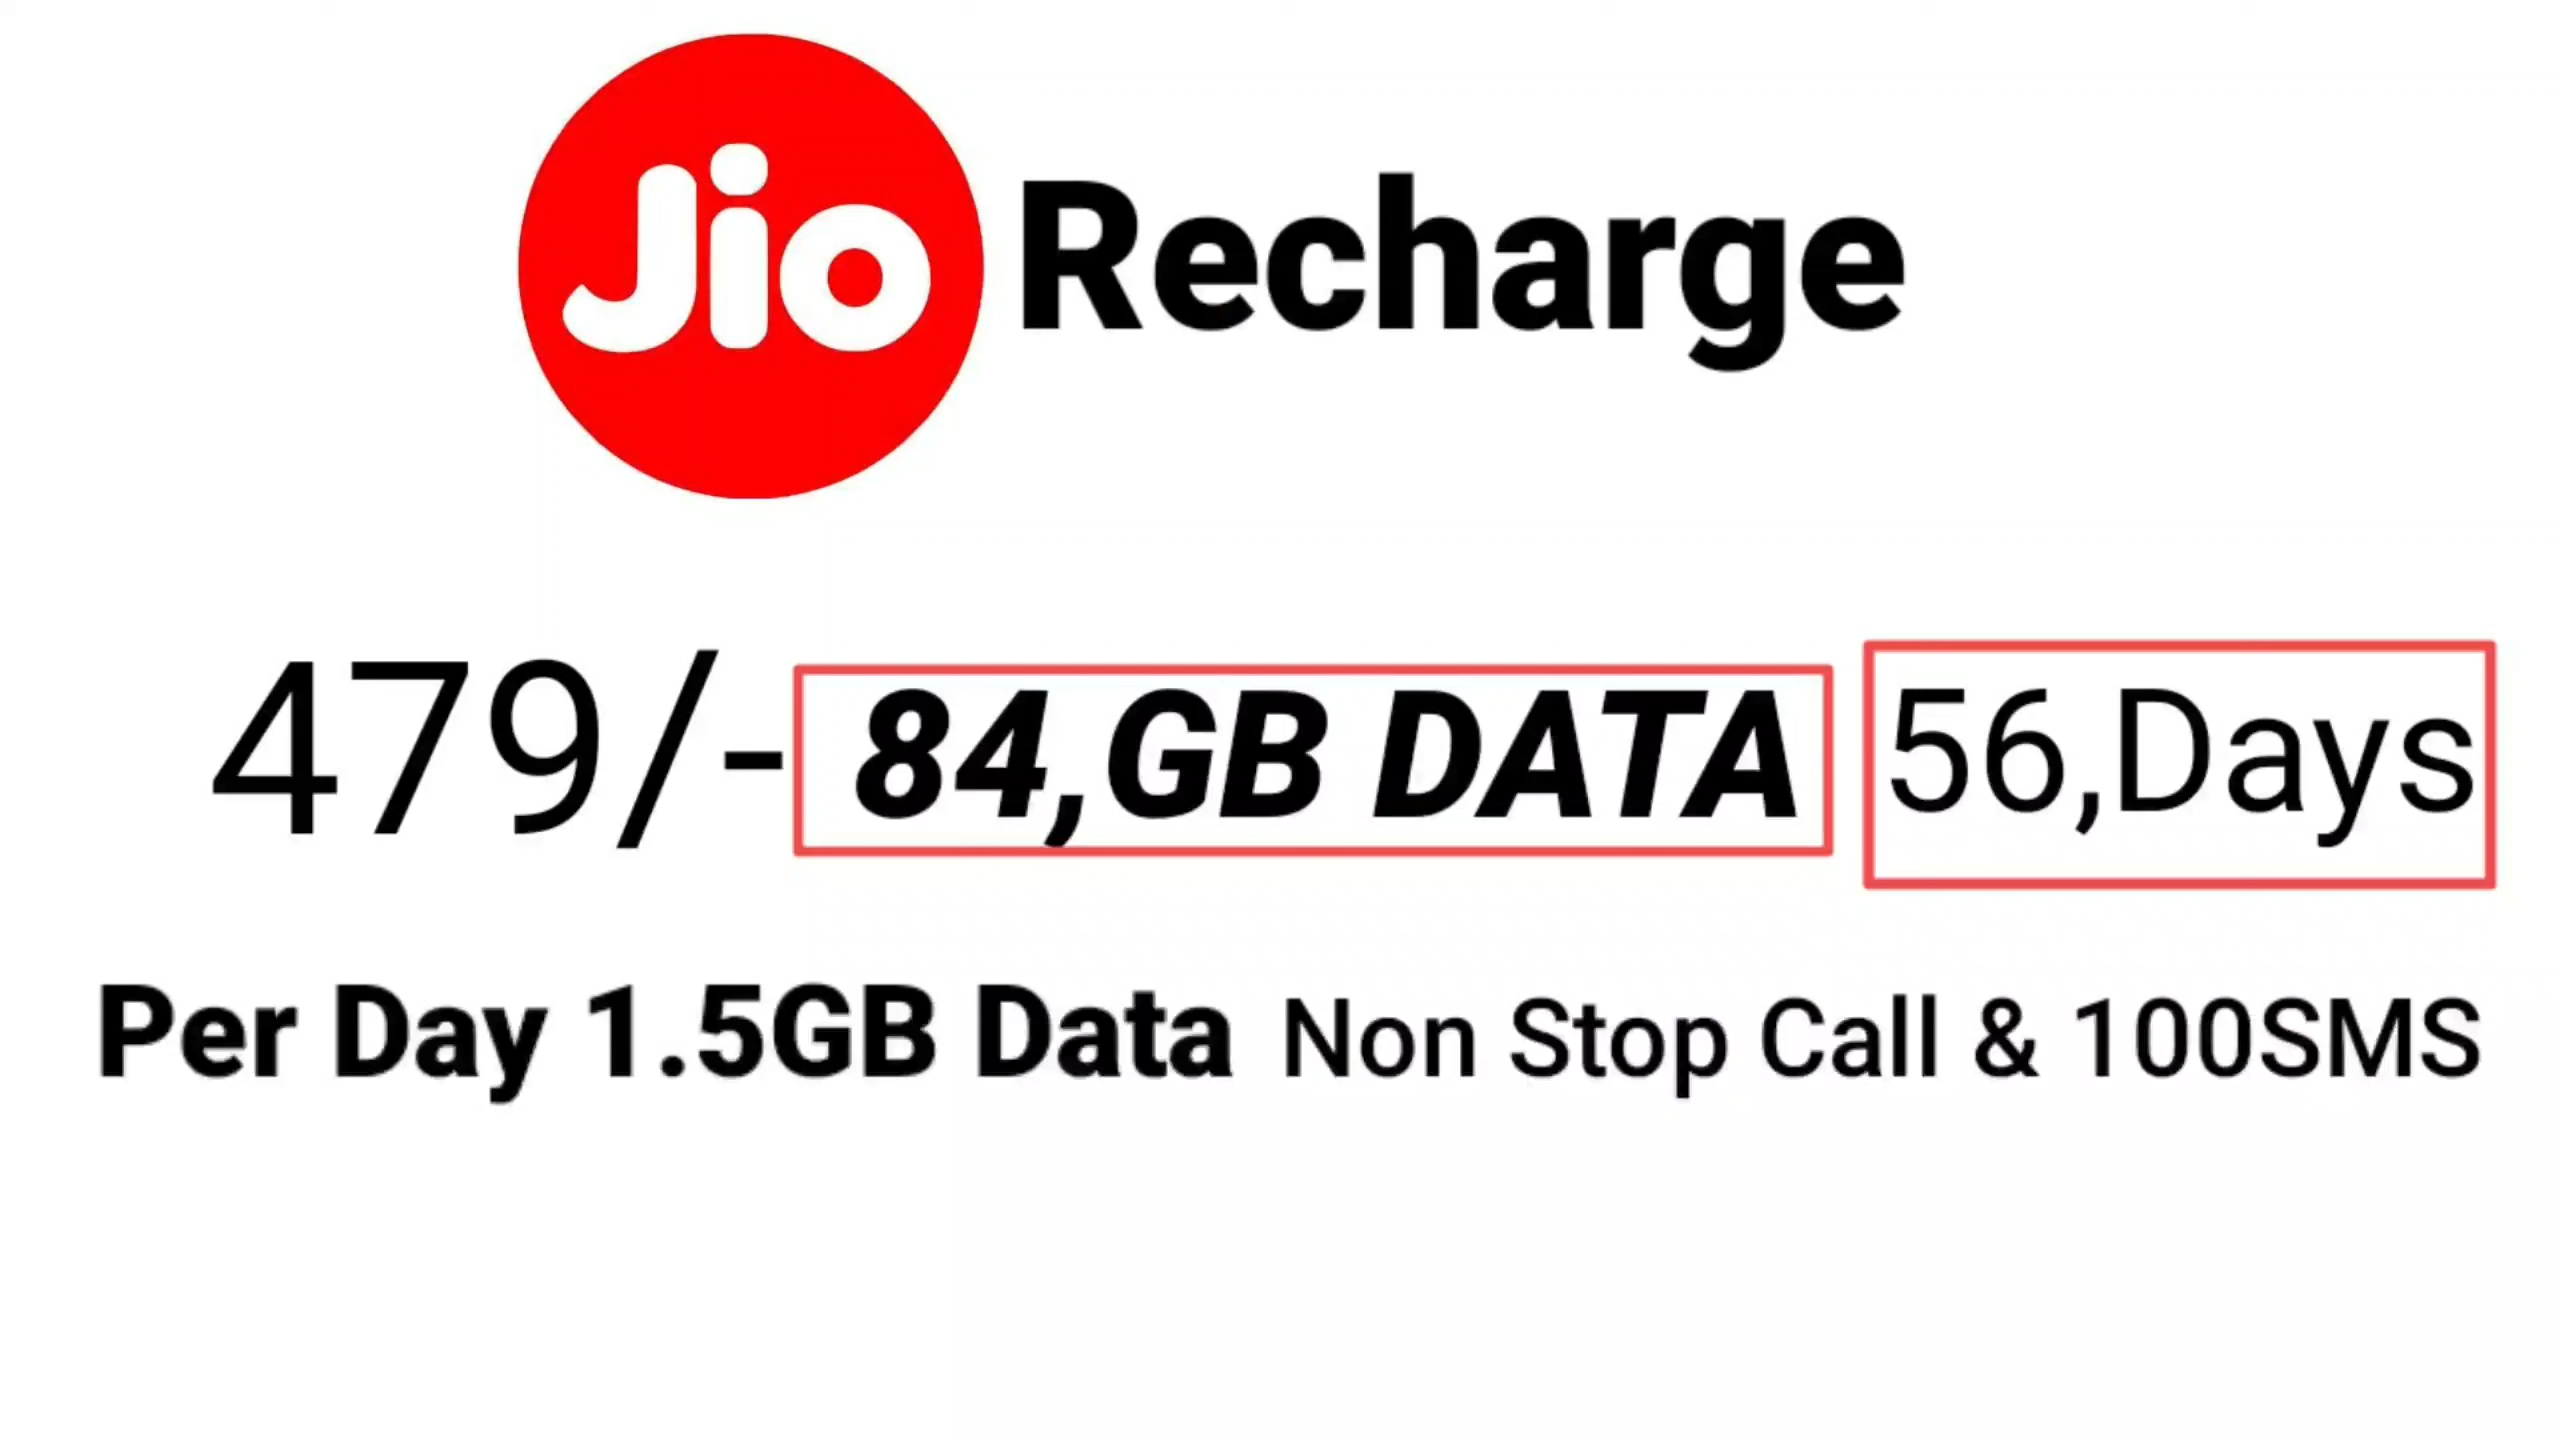 Jio Recharge
479/- 84,GB DATA 56,Days
Per Day 1.5GB Data Non Stop Call & 100SMS